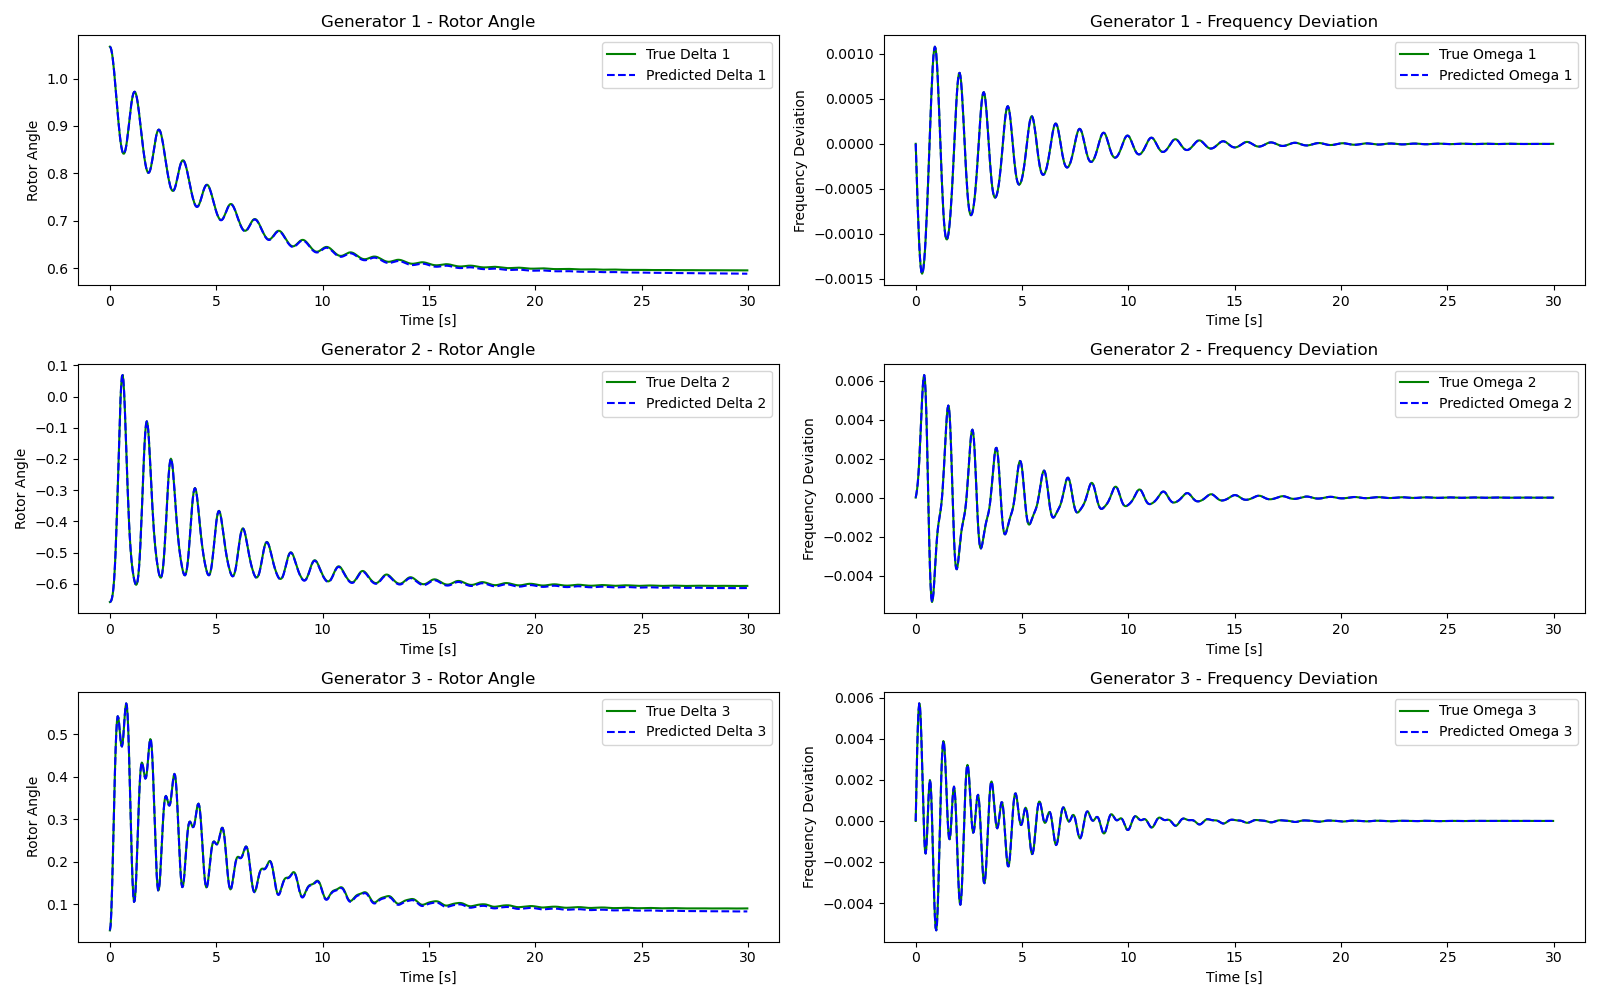 Generator 1 - Rotor Angle
Rotor Angle
1.0
0.9
0.8
0.7
0.6
True Delta 1
Predicted Delta 1
0 5 10 15 20 25 30
Time [s]
Generator 1 - Frequency Deviation
Frequency Deviation
0.0010
0.0005
0.0000
−0.0005
−0.0010
−0.0015
True Omega 1
Predicted Omega 1
0 5 10 15 20 25 30
Time [s]
Generator 2 - Rotor Angle
Rotor Angle
0.1
0.0
−0.1
−0.2
−0.3
−0.4
−0.5
−0.6
True Delta 2
Predicted Delta 2
0 5 10 15 20 25 30
Time [s]
Generator 2 - Frequency Deviation
Frequency Deviation
0.006
0.004
0.002
0.000
−0.002
−0.004
True Omega 2
Predicted Omega 2
0 5 10 15 20 25 30
Time [s]
Generator 3 - Rotor Angle
Rotor Angle
0.5
0.4
0.3
0.2
0.1
True Delta 3
Predicted Delta 3
0 5 10 15 20 25 30
Time [s]
Generator 3 - Frequency Deviation
Frequency Deviation
0.006
0.004
0.002
0.000
−0.002
−0.004
True Omega 3
Predicted Omega 3
0 5 10 15 20 25 30
Time [s]